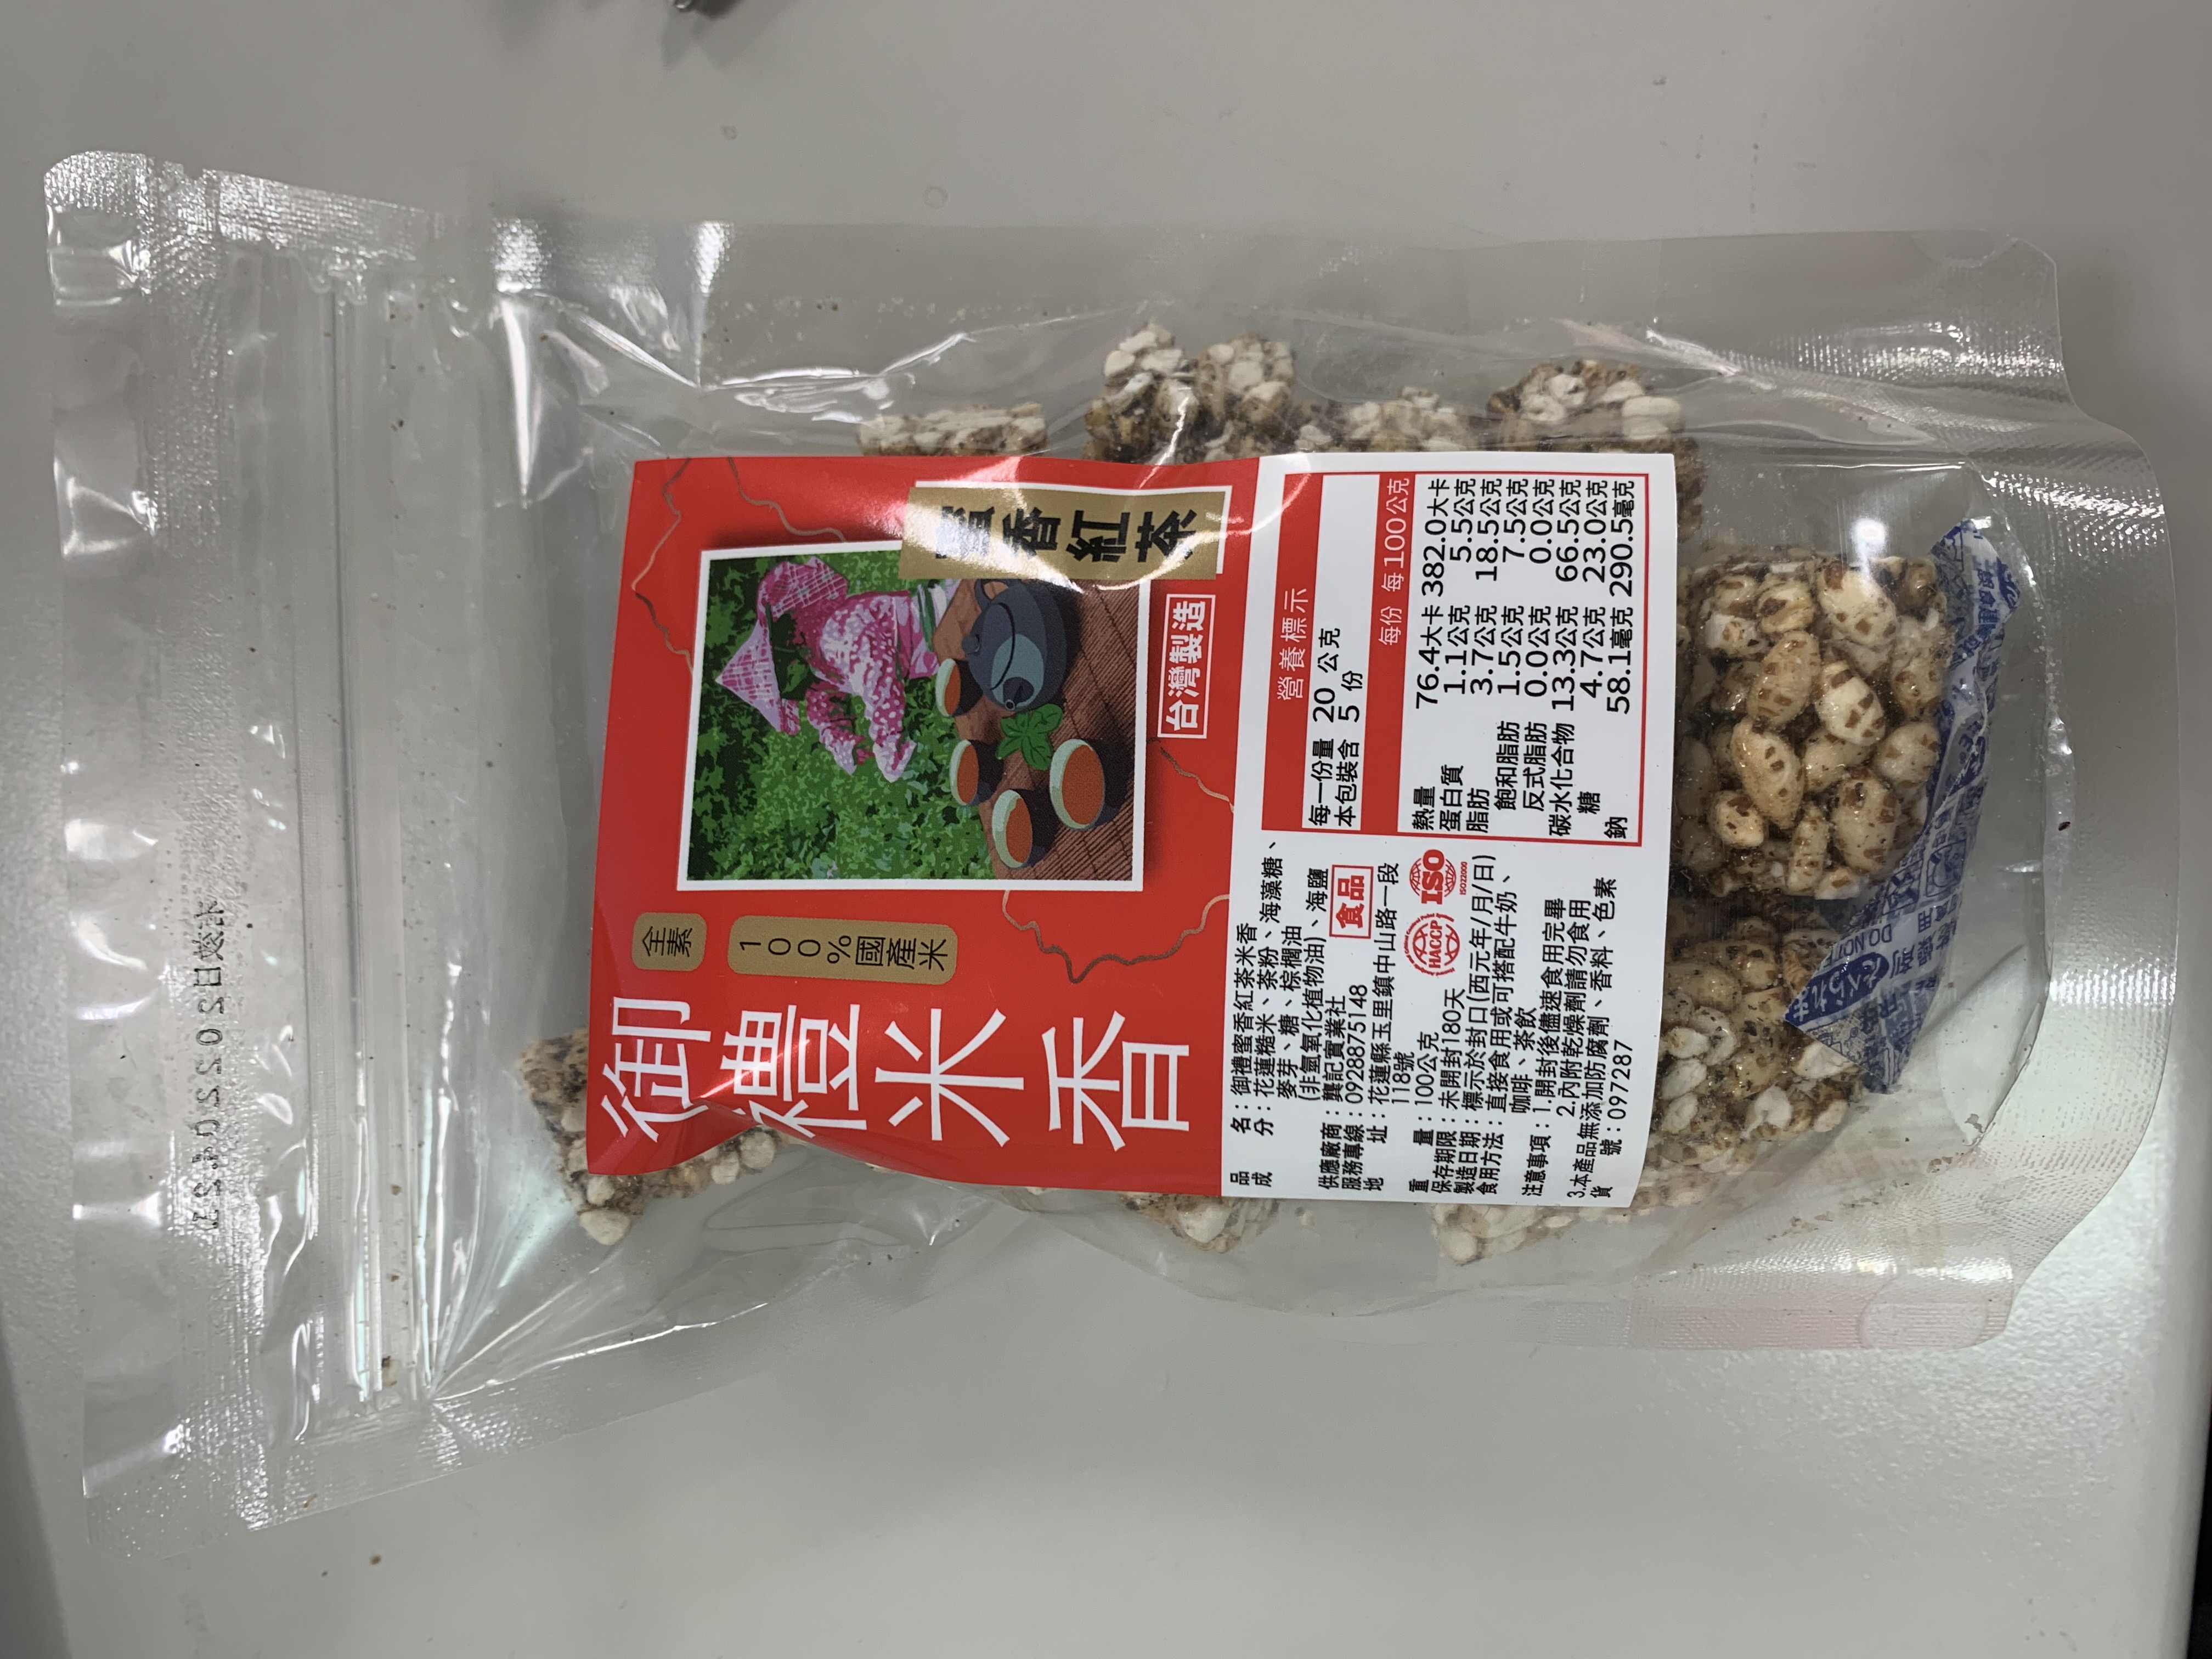 御禮米香
全素
100%國產米
香紅茶
台灣製造
品名：御禮蜜香紅茶米香
成分：花蓮糙米、茶粉、海藻糖、
麥芽、糖、棕櫚油
(非氫氧化植物油)、海鹽
供應廠商：龔記實業社
服務專線：0928875148
地址：花蓮縣玉里鎮中山路一段
118號
重量：100公克
保存期限：未開封180天
製造日期：標示於封口(西元年/月/日)
食用方法：直接食用或可搭配牛奶、
咖啡、茶飲
注意事項：1.開封後儘速食用完畢
2.內附乾燥劑請勿食用
3.本產品無添加防腐劑、香料、色素
貨號：097287
食品
HACCP
ISO
ISO22000
營養標示
每一份量 20 公克
本包裝含 5 份
每份 每100公克
熱量 76.4大卡 382.0大卡
蛋白質 1.1公克 5.5公克
脂肪 3.7公克 18.5公克
飽和脂肪 1.5公克 7.5公克
反式脂肪 0.0公克 0.0公克
碳水化合物 13.3公克 66.5公克
糖 4.7公克 23.0公克
鈉 58.1毫克 290.5毫克
DO NOT